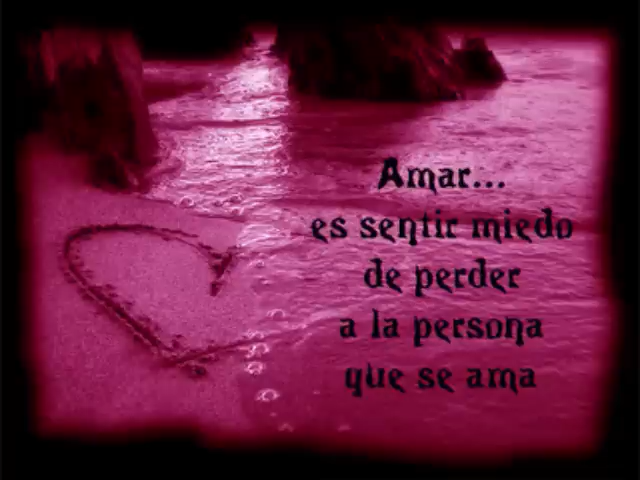 Amar...
es sentir miedo
de perder
a la persona
que se ama